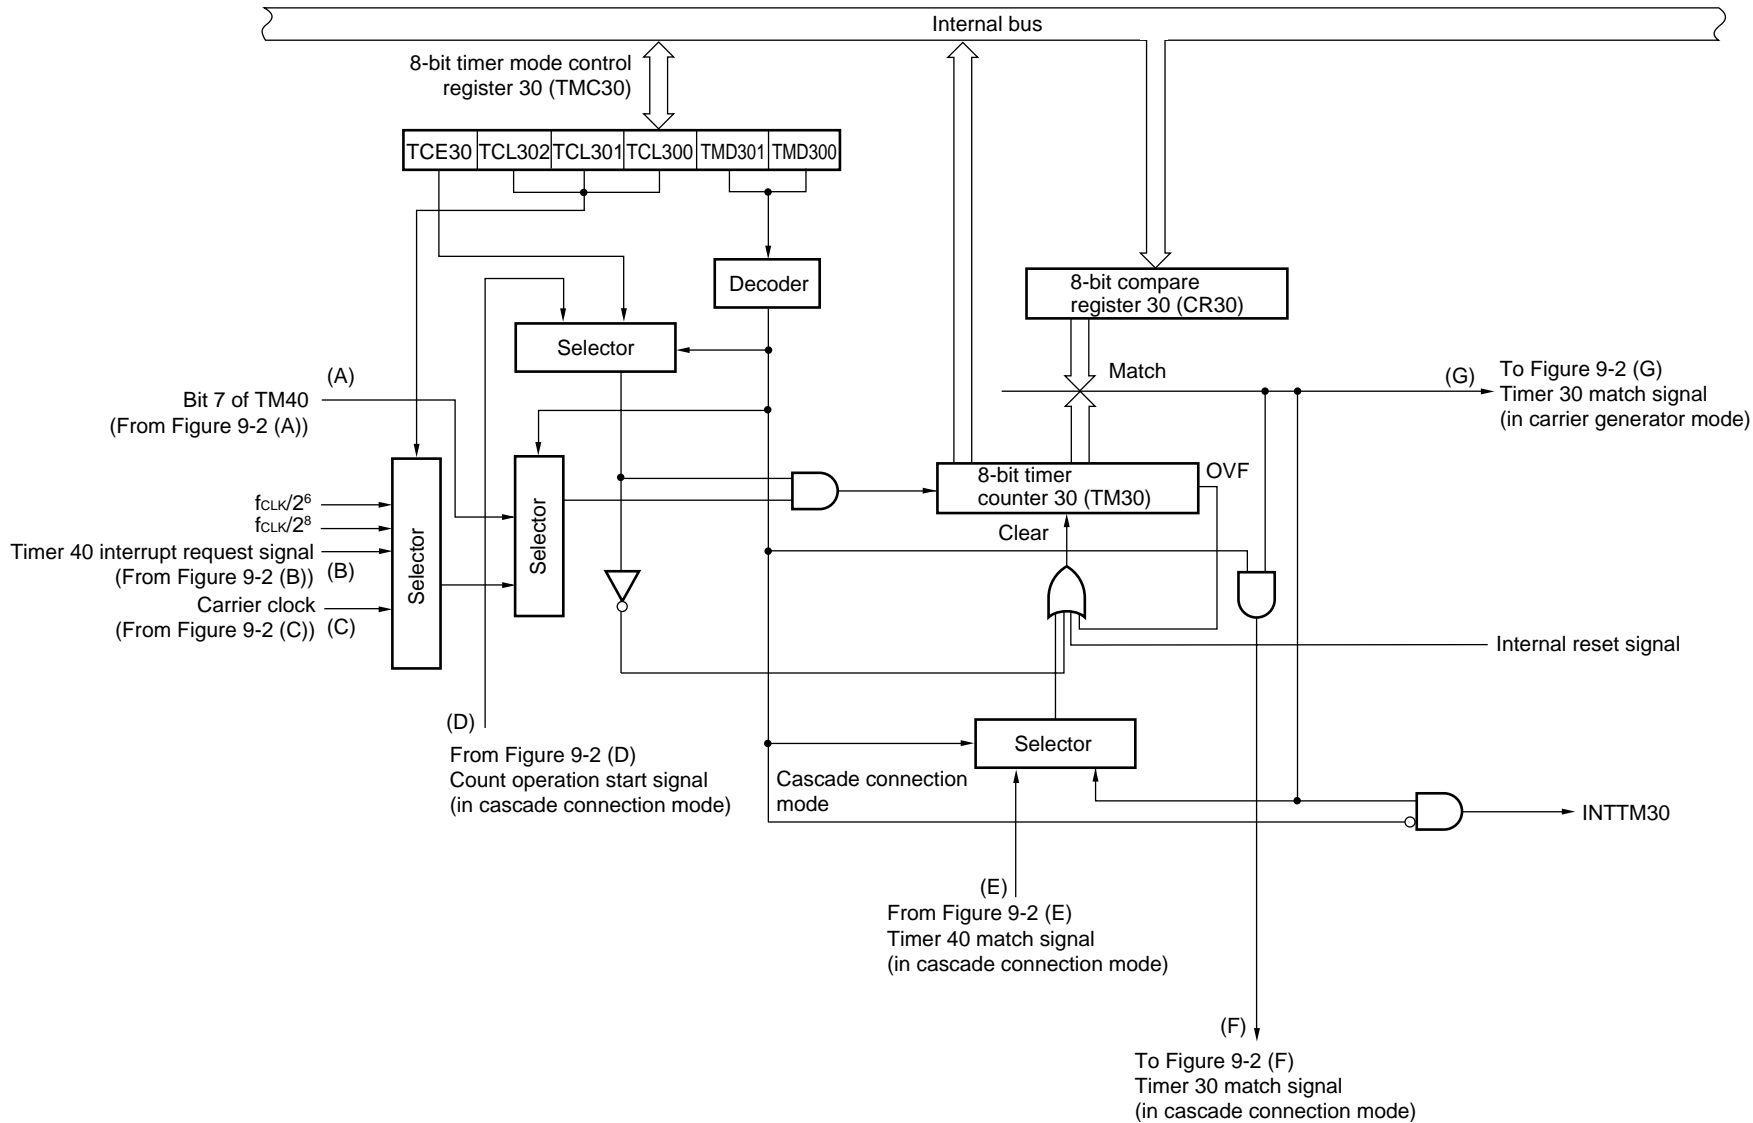 Internal bus
8-bit timer mode control
register 30 (TMC30)
TCE30 TCL302 TCL301 TCL300 TMD301 TMD300
Decoder
8-bit compare
register 30 (CR30)
Selector
Match
(G)
To Figure 9-2 (G)
Timer 30 match signal
(in carrier generator mode)
(A)
Bit 7 of TM40
(From Figure 9-2 (A))
8-bit timer
counter 30 (TM30)
OVF
Clear
fCLK/2⁶
fCLK/2⁸
Timer 40 interrupt request signal
(From Figure 9-2 (B)) (B)
Carrier clock
(From Figure 9-2 (C)) (C)
Selector
Selector
Internal reset signal
(D)
From Figure 9-2 (D)
Count operation start signal
(in cascade connection mode)
Selector
Cascade connection
mode
INTTM30
(E)
From Figure 9-2 (E)
Timer 40 match signal
(in cascade connection mode)
(F)
To Figure 9-2 (F)
Timer 30 match signal
(in cascade connection mode)